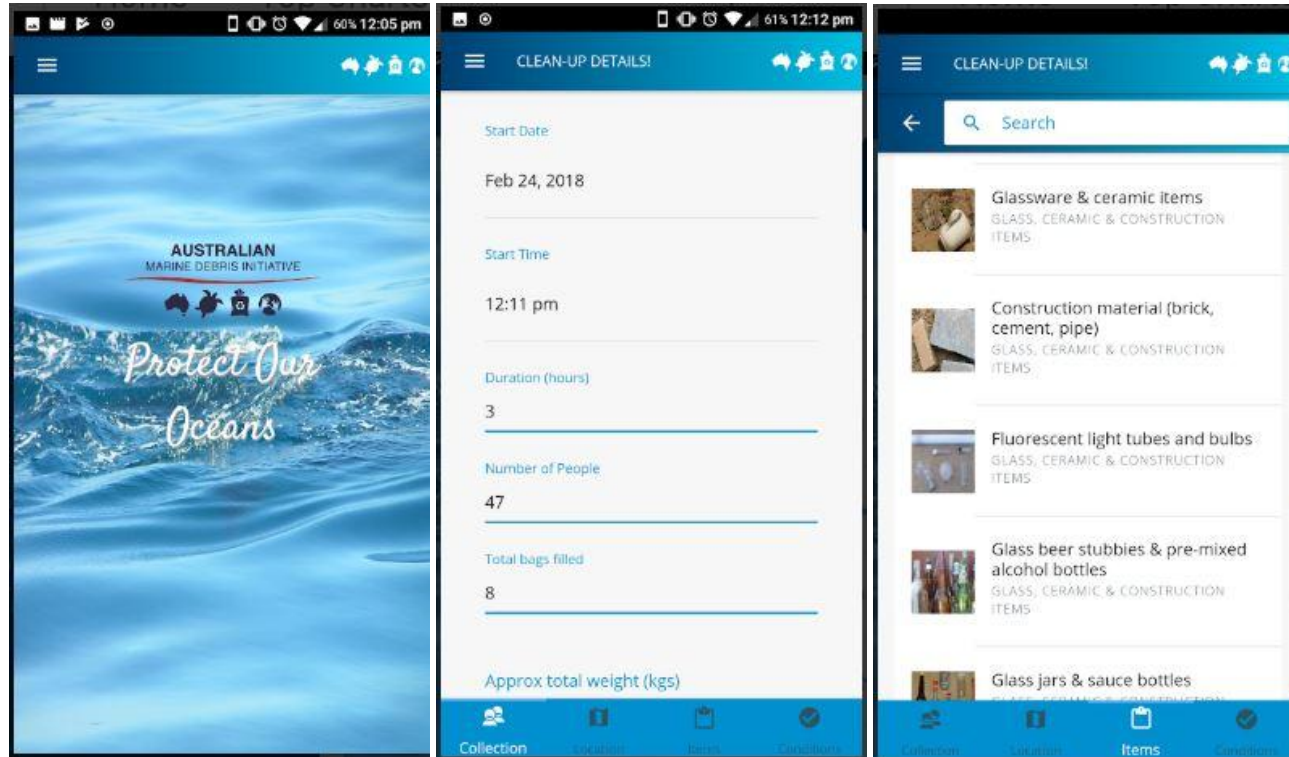 60% 12:05 pm
AUSTRALIAN
MARINE DEBRIS INITIATIVE
Protect Our
Oceans
61% 12:12 pm
CLEAN-UP DETAILS!
Start Date
Feb 24, 2018
Start Time
12:11 pm
Duration (hours)
3
Number of People
47
Total bags filled
8
Approx total weight (kgs)
Collection
Location
Items
Conditions
CLEAN-UP DETAILS!
Search
Glassware & ceramic items
GLASS, CERAMIC & CONSTRUCTION
ITEMS
Construction material (brick,
cement, pipe)
GLASS, CERAMIC & CONSTRUCTION
ITEMS
Fluorescent light tubes and bulbs
GLASS, CERAMIC & CONSTRUCTION
ITEMS
Glass beer stubbies & pre-mixed
alcohol bottles
GLASS, CERAMIC & CONSTRUCTION
ITEMS
Glass jars & sauce bottles
GLASS, CERAMIC & CONSTRUCTION
Collection
Location
Items
Conditions